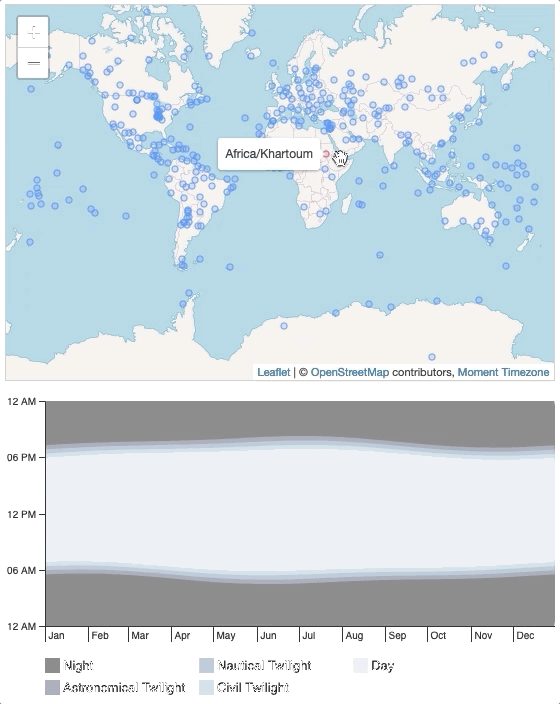 +
−
Africa/Khartoum
Leaflet | © OpenStreetMap contributors, Moment Timezone
12 AM
06 PM
12 PM
06 AM
12 AM
Jan Feb Mar Apr May Jun Jul Aug Sep Oct Nov Dec
Night Nautical Twilight Day
Astronomical Twilight Civil Twilight